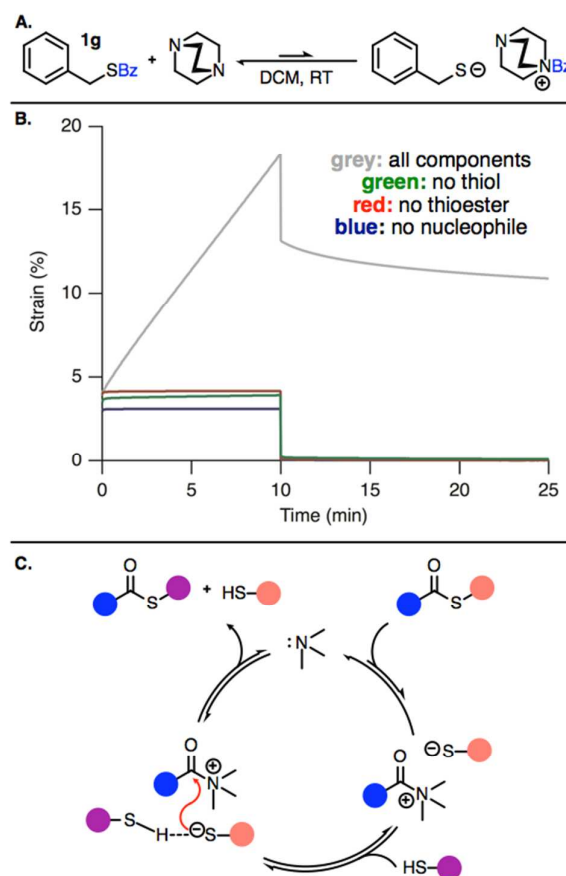 A.
1g
SBz + N N
DCM, RT
S ⊖ N Bz ⊕
B.
20
15
10
5
0
Strain (%)
0 5 10 15 20 25
Time (min)
grey: all components
green: no thiol
red: no thioester
blue: no nucleophile
C.
O S + HS
O S
:N
⊖ S
O N ⊕
O N ⊕
S H ⊖ S
HS